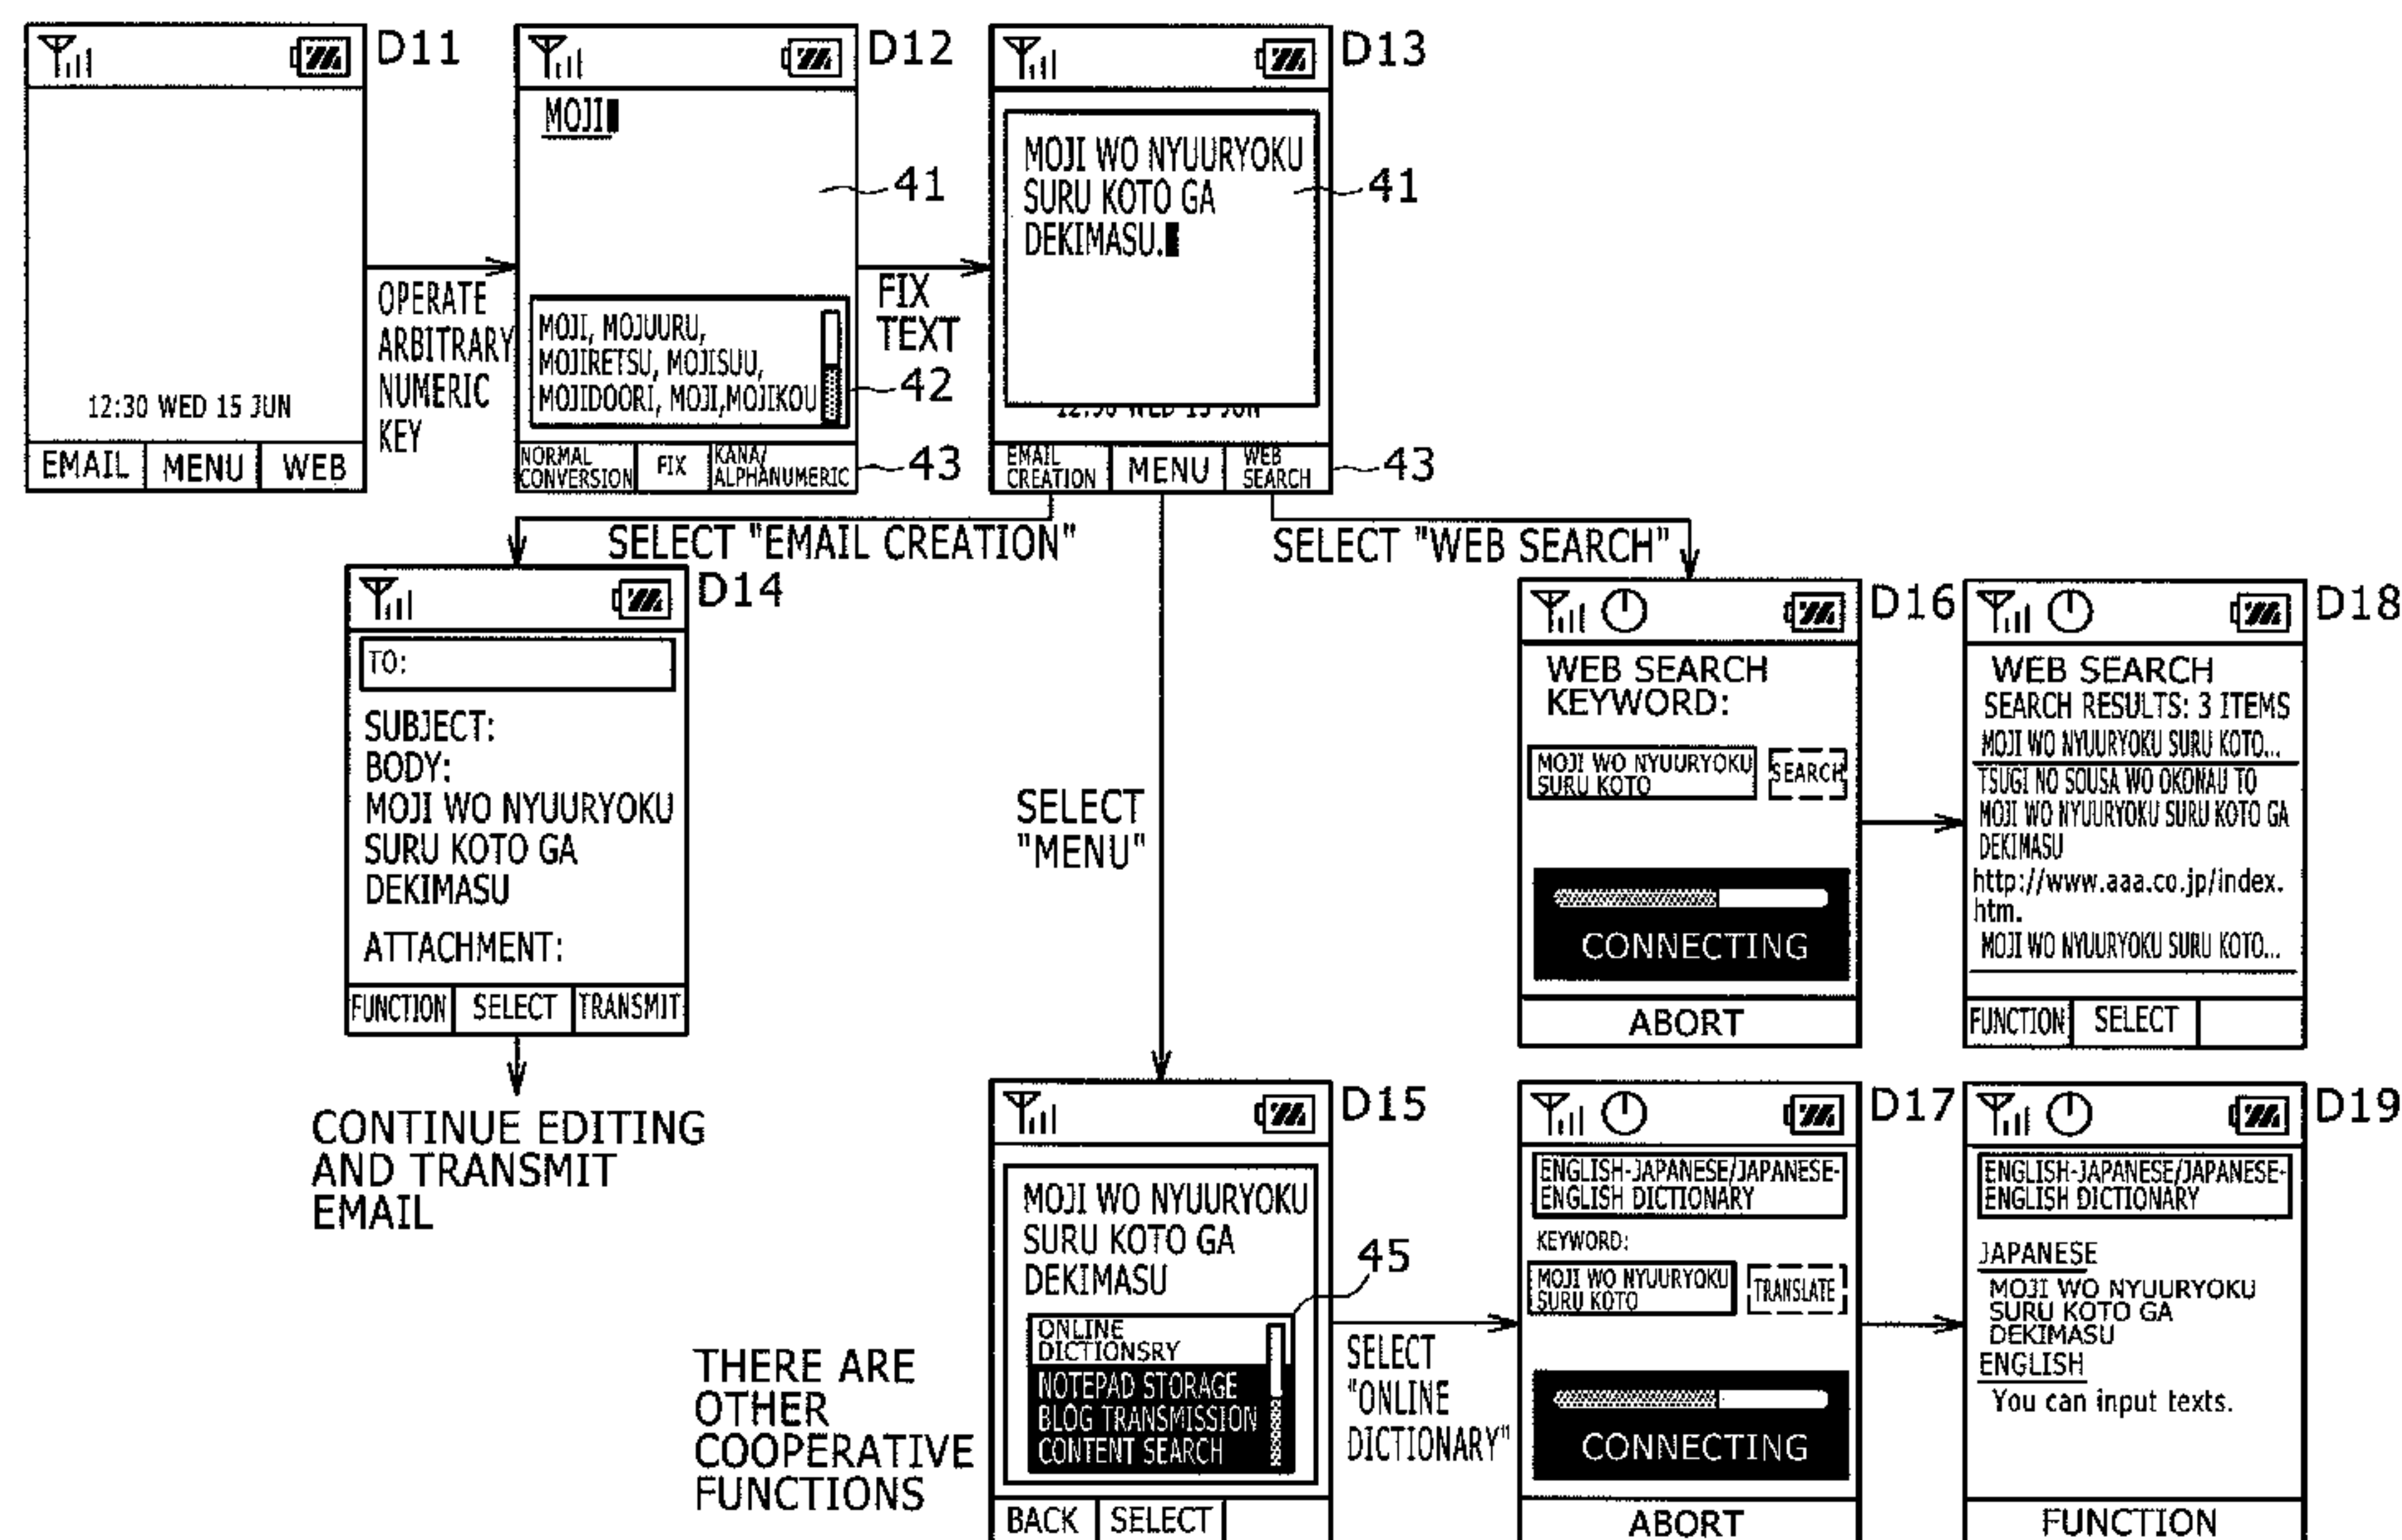 D11
12:30 WED 15 JUN
EMAIL MENU WEB
OPERATE
ARBITRARY
NUMERIC
KEY
D12
MOJI
41
MOJI, MOJUURU,
MOJIRETSU, MOJISUU,
MOJIDOORI, MOJI,MOJIKOU
42
NORMAL
CONVERSION
FIX
KANA/
ALPHANUMERIC
43
FIX
TEXT
D13
MOJI WO NYUURYOKU
SURU KOTO GA
DEKIMASU.
41
12:30 WED 15 JUN
EMAIL
CREATION
MENU
WEB
SEARCH
43
SELECT "EMAIL CREATION"
SELECT "WEB SEARCH"
D14
TO:
SUBJECT:
BODY:
MOJI WO NYUURYOKU
SURU KOTO GA
DEKIMASU
ATTACHMENT:
FUNCTION SELECT TRANSMIT
CONTINUE EDITING
AND TRANSMIT
EMAIL
SELECT
"MENU"
D16
WEB SEARCH
KEYWORD:
MOJI WO NYUURYOKU
SURU KOTO
SEARCH
CONNECTING
ABORT
D18
WEB SEARCH
SEARCH RESULTS: 3 ITEMS
MOJI WO NYUURYOKU SURU KOTO...
TSUGI NO SOUSA WO OKONAU TO
MOJI WO NYUURYOKU SURU KOTO GA
DEKIMASU
http://www.aaa.co.jp/index.
htm.
MOJI WO NYUURYOKU SURU KOTO...
FUNCTION SELECT
D15
MOJI WO NYUURYOKU
SURU KOTO GA
DEKIMASU
45
ONLINE
DICTIONSRY
NOTEPAD STORAGE
BLOG TRANSMISSION
CONTENT SEARCH
BACK SELECT
THERE ARE
OTHER
COOPERATIVE
FUNCTIONS
SELECT
"ONLINE
DICTIONARY"
D17
ENGLISH-JAPANESE/JAPANESE-
ENGLISH DICTIONARY
KEYWORD:
MOJI WO NYUURYOKU
SURU KOTO
TRANSLATE
CONNECTING
ABORT
D19
ENGLISH-JAPANESE/JAPANESE-
ENGLISH DICTIONARY
JAPANESE
MOJI WO NYUURYOKU
SURU KOTO GA
DEKIMASU
ENGLISH
You can input texts.
FUNCTION